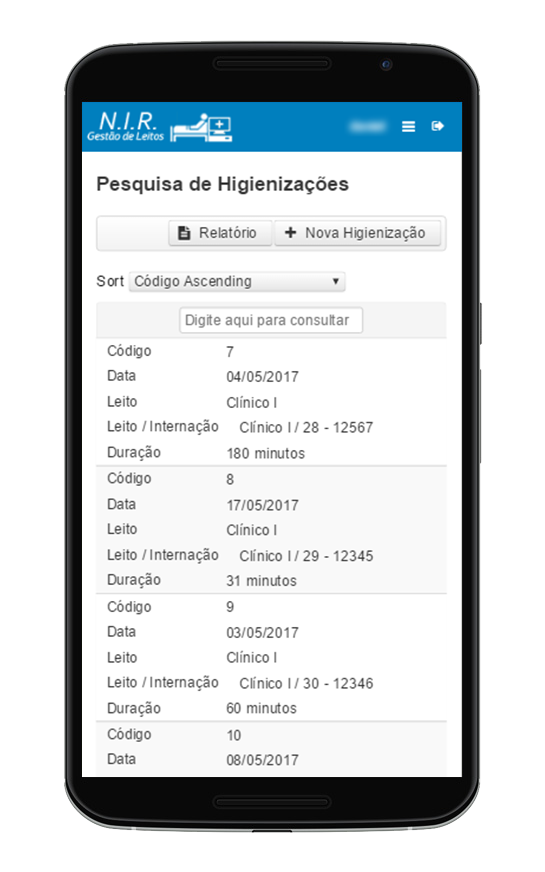 N.I.R.
Gestão de Leitos
Pesquisa de Higienizações
Relatório + Nova Higienização
Sort Código Ascending
Digite aqui para consultar
Código 7
Data 04/05/2017
Leito Clínico I
Leito / Internação Clínico I / 28 - 12567
Duração 180 minutos
Código 8
Data 17/05/2017
Leito Clínico I
Leito / Internação Clínico I / 29 - 12345
Duração 31 minutos
Código 9
Data 03/05/2017
Leito Clínico I
Leito / Internação Clínico I / 30 - 12346
Duração 60 minutos
Código 10
Data 08/05/2017